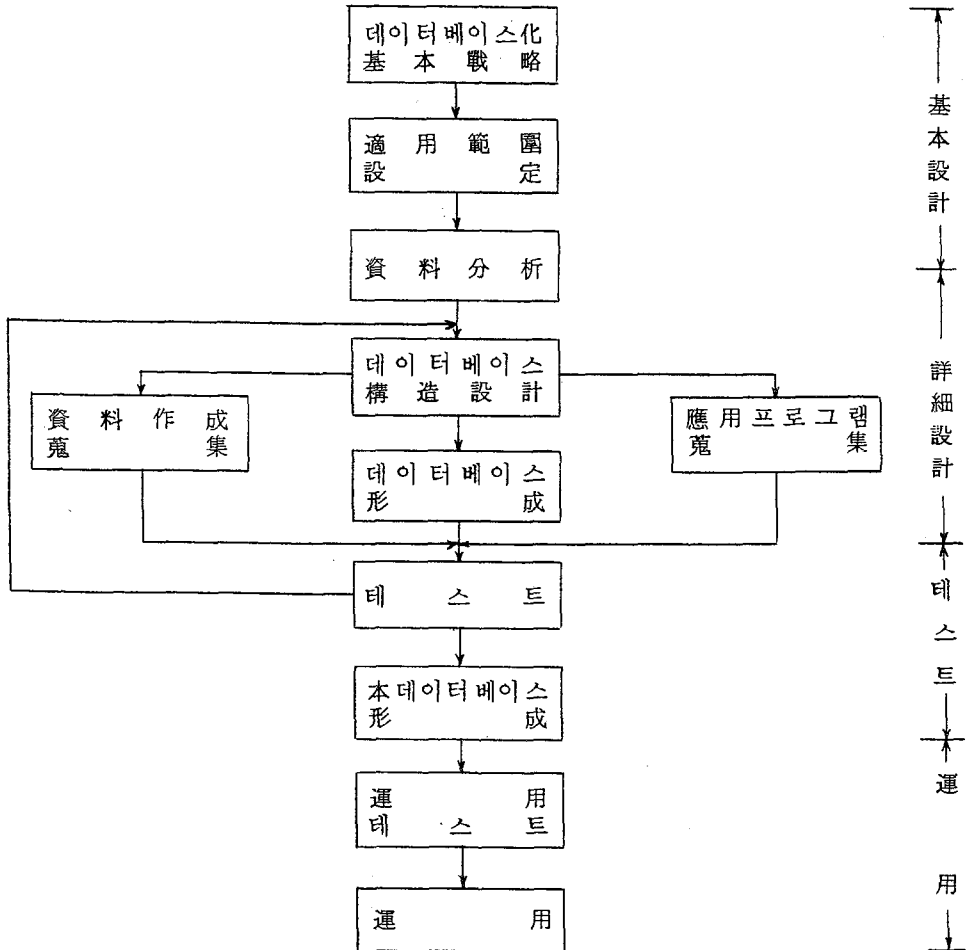 데이터베이스化
基本戰略
適用範圍
設定
資料分析
데이터베이스
構造設計
資料作成
蒐集
應用프로그램
蒐集
데이터베이스
形成
테스트
本데이터베이스
形成
運用
테스트
運用
基本設計
詳細設計
테스트
運用